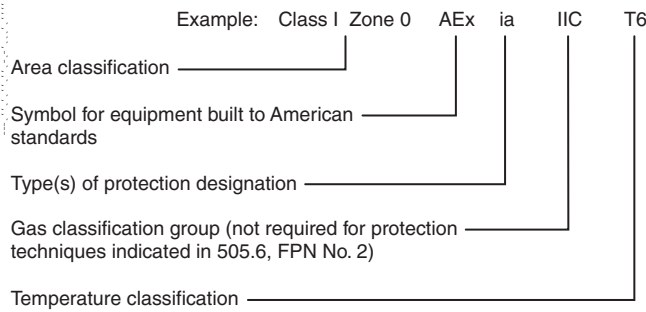 Example: Class I Zone 0 AEx ia IIC T6
Area classification
Symbol for equipment built to American
standards
Type(s) of protection designation
Gas classification group (not required for protection
techniques indicated in 505.6, FPN No. 2)
Temperature classification